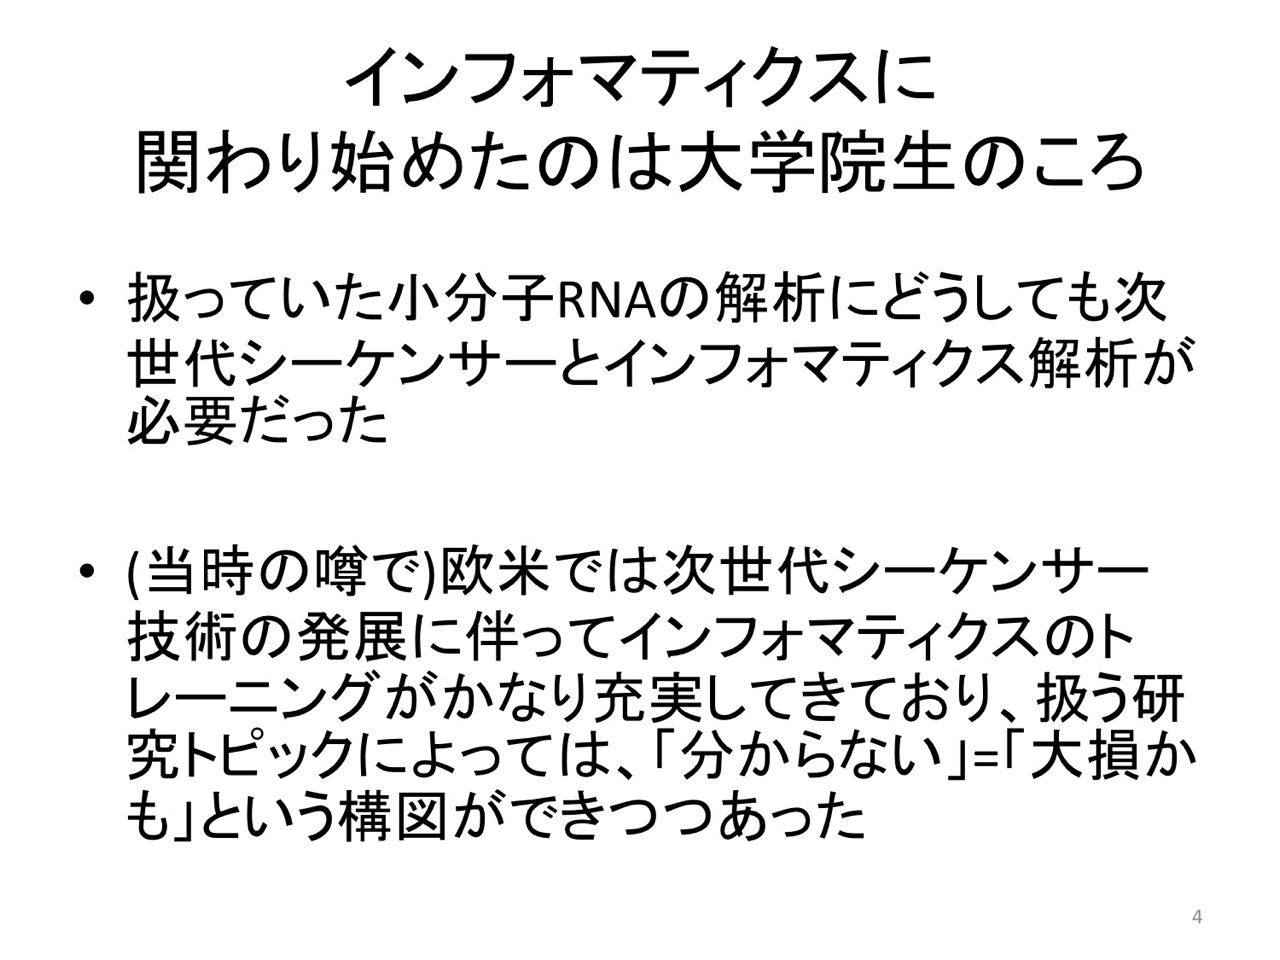 インフォマティクスに
関わり始めたのは大学院生のころ
• 扱っていた小分子RNAの解析にどうしても次
世代シーケンサーとインフォマティクス解析が
必要だった
• (当時の噂で)欧米では次世代シーケンサー
技術の発展に伴ってインフォマティクスのト
レーニングがかなり充実してきており、扱う研
究トピックによっては、「分からない」=「大損か
も」という構図ができつつあった
4